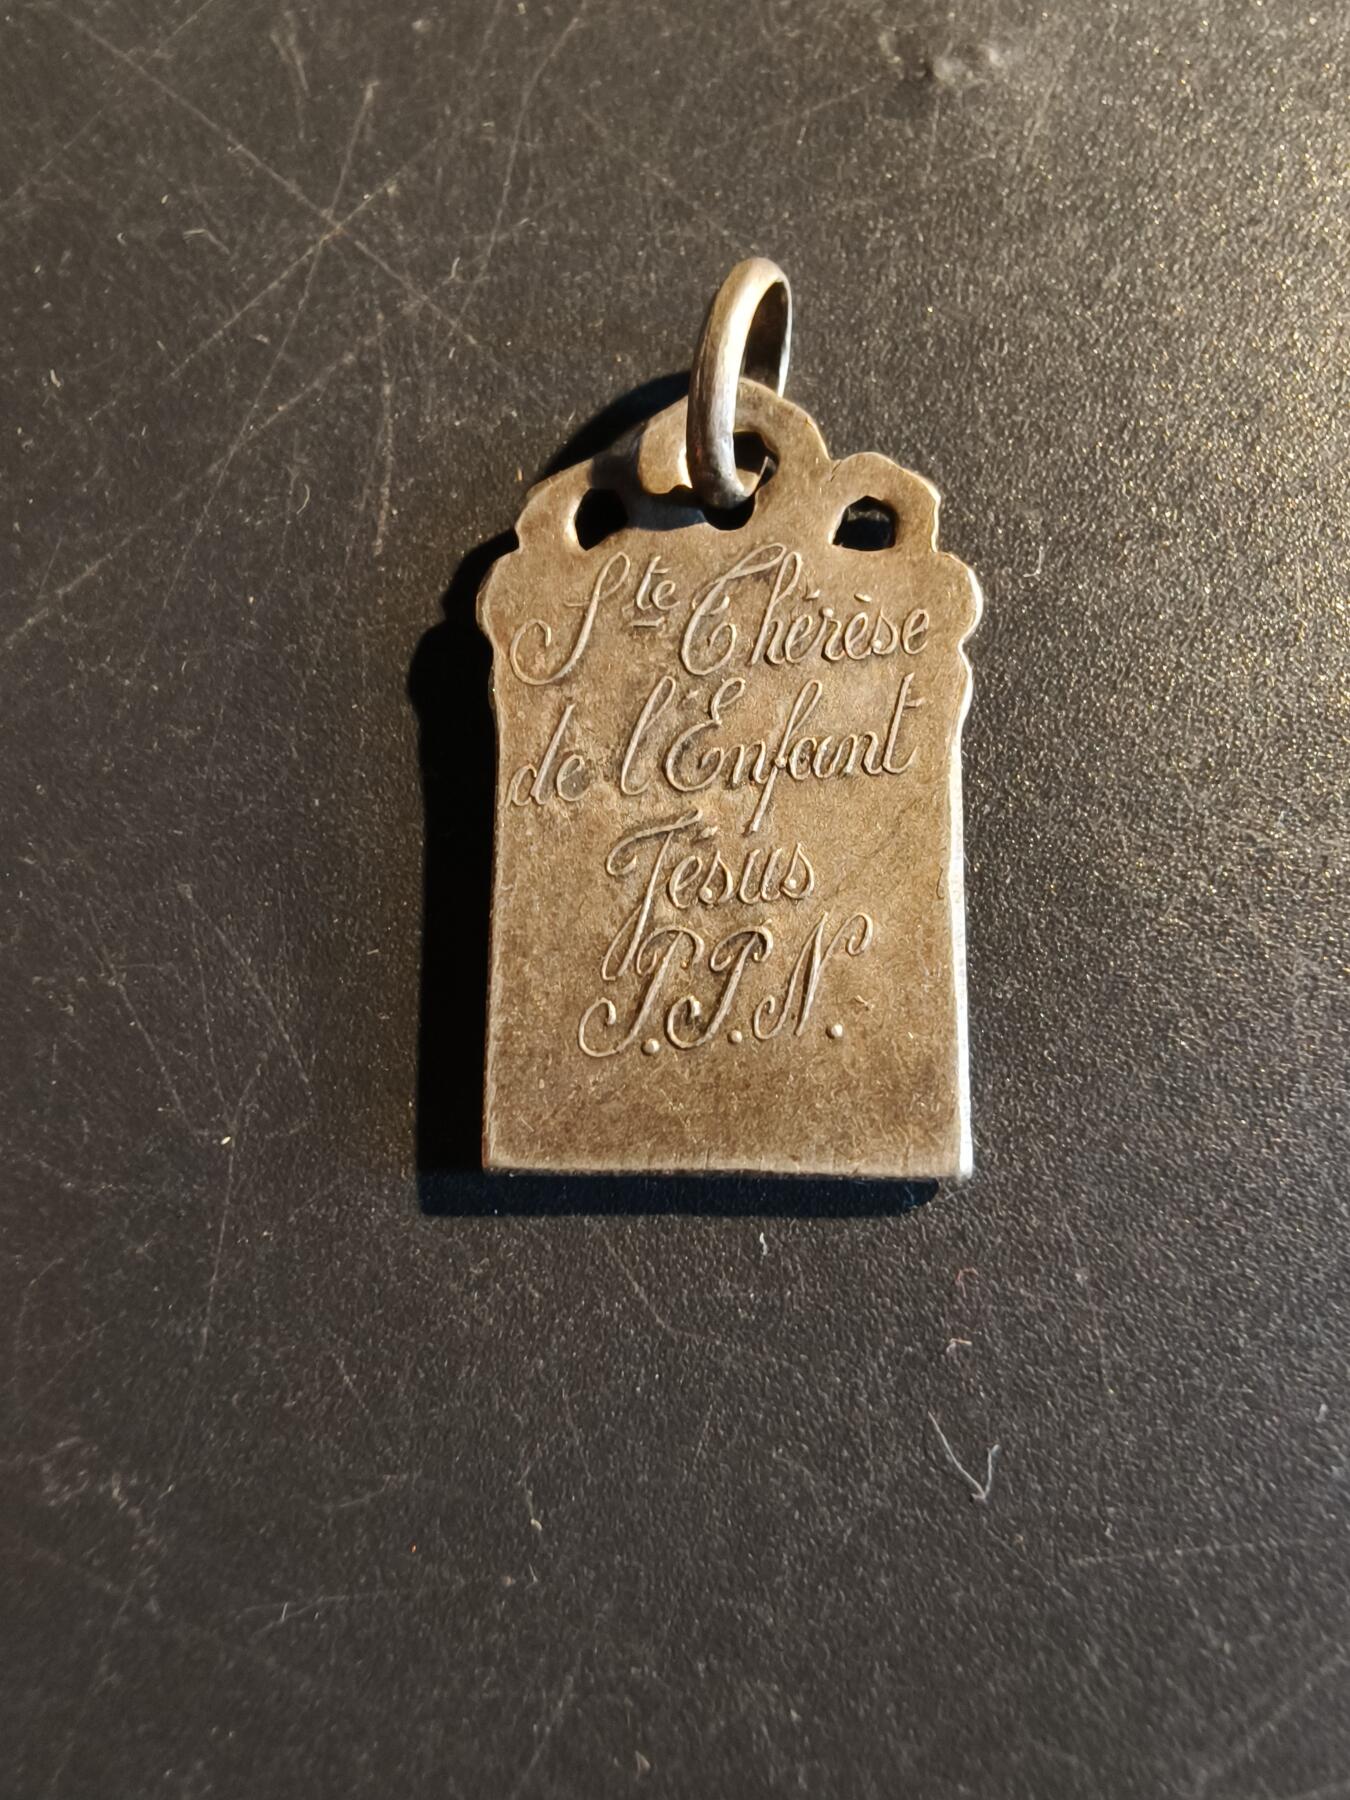 Ste Thérèse
de l'Enfant
Jésus
P.P.N.